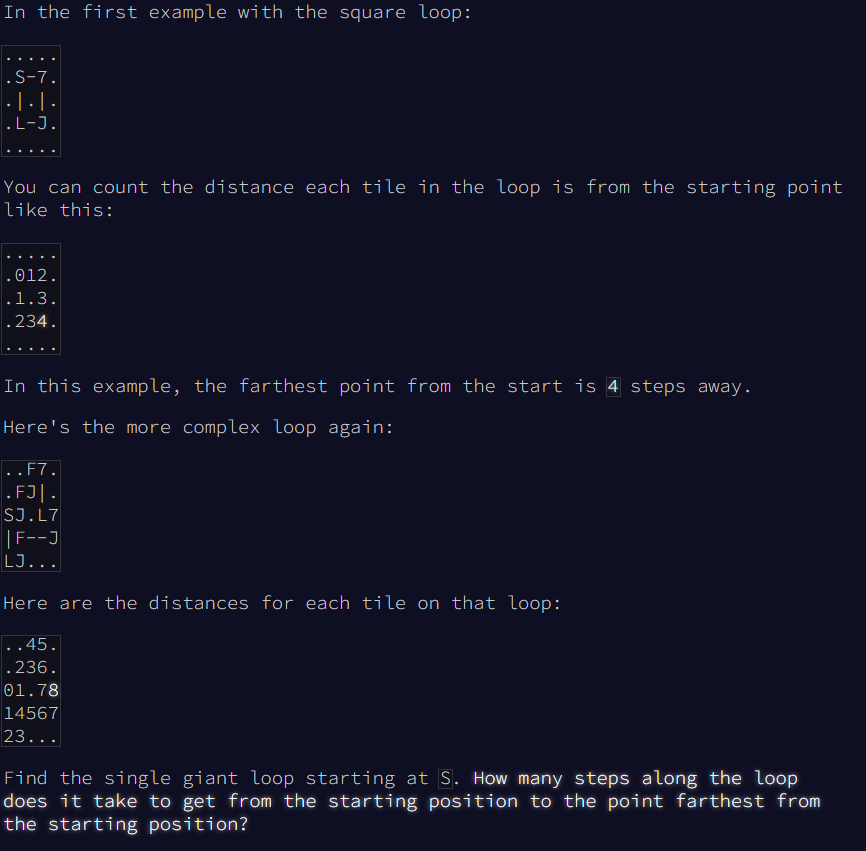 In the first example with the square loop:
.....
.S-7.
.|.|.
.L-J.
.....
You can count the distance each tile in the loop is from the starting point
like this:
.....
.012.
.1.3.
.234.
.....
In this example, the farthest point from the start is 4 steps away.
Here's the more complex loop again:
..F7.
.FJ|.
SJ.L7
|F--J
LJ...
Here are the distances for each tile on that loop:
..45.
.236.
01.78
14567
23...
Find the single giant loop starting at S. How many steps along the loop
does it take to get from the starting position to the point farthest from
the starting position?